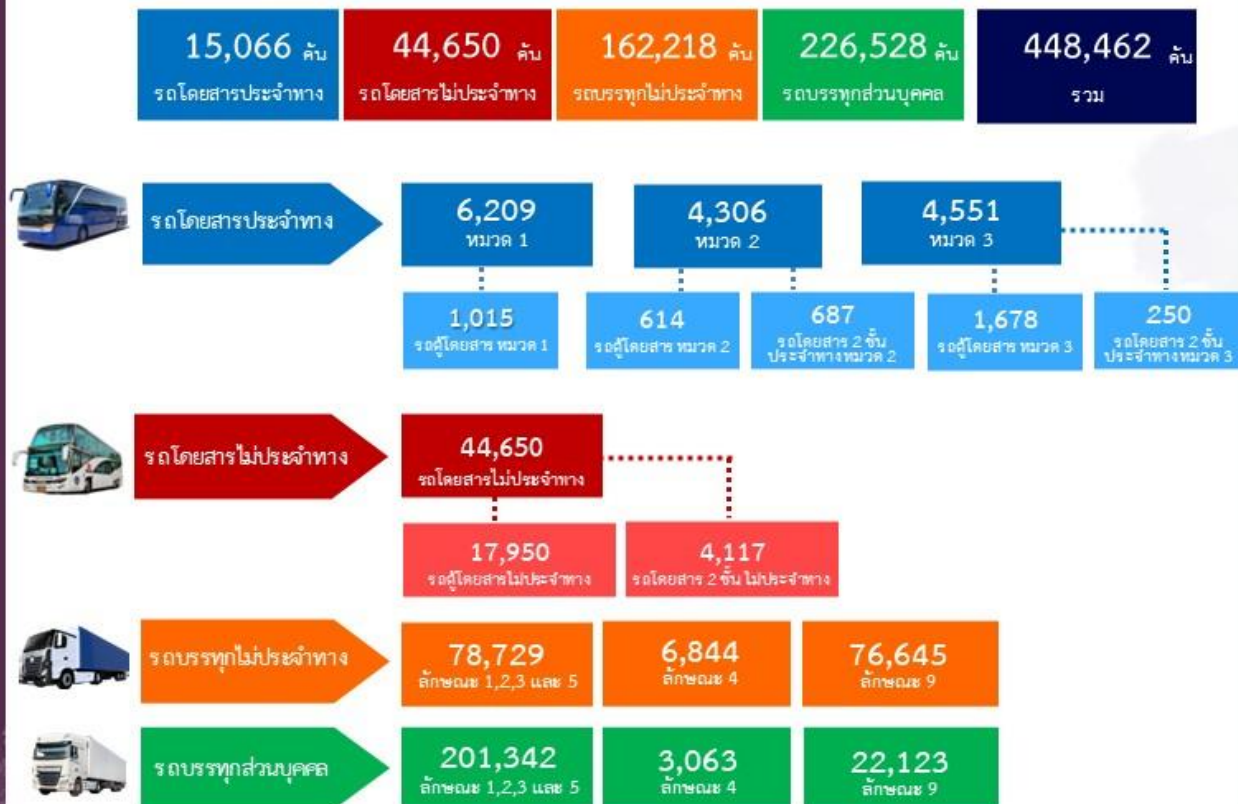 15,066 คัน
รถโดยสารประจำทาง
44,650 คัน
รถโดยสารไม่ประจำทาง
162,218 คัน
รถบรรทุกไม่ประจำทาง
226,528 คัน
รถบรรทุกส่วนบุคคล
448,462 คัน
รวม
รถโดยสารประจำทาง
6,209
หมวด 1
4,306
หมวด 2
4,551
หมวด 3
1,015
รถตู้โดยสาร หมวด 1
614
รถตู้โดยสาร หมวด 2
687
รถโดยสาร 2 ชั้น
ประจำทางหมวด 2
1,678
รถตู้โดยสาร หมวด 3
250
รถโดยสาร 2 ชั้น
ประจำทางหมวด 3
รถโดยสารไม่ประจำทาง
44,650
รถโดยสารไม่ประจำทาง
17,950
รถตู้โดยสารไม่ประจำทาง
4,117
รถโดยสาร 2 ชั้น ไม่ประจำทาง
รถบรรทุกไม่ประจำทาง
78,729
ลักษณะ 1,2,3 และ 5
6,844
ลักษณะ 4
76,645
ลักษณะ 9
รถบรรทุกส่วนบุคคล
201,342
ลักษณะ 1,2,3 และ 5
3,063
ลักษณะ 4
22,123
ลักษณะ 9